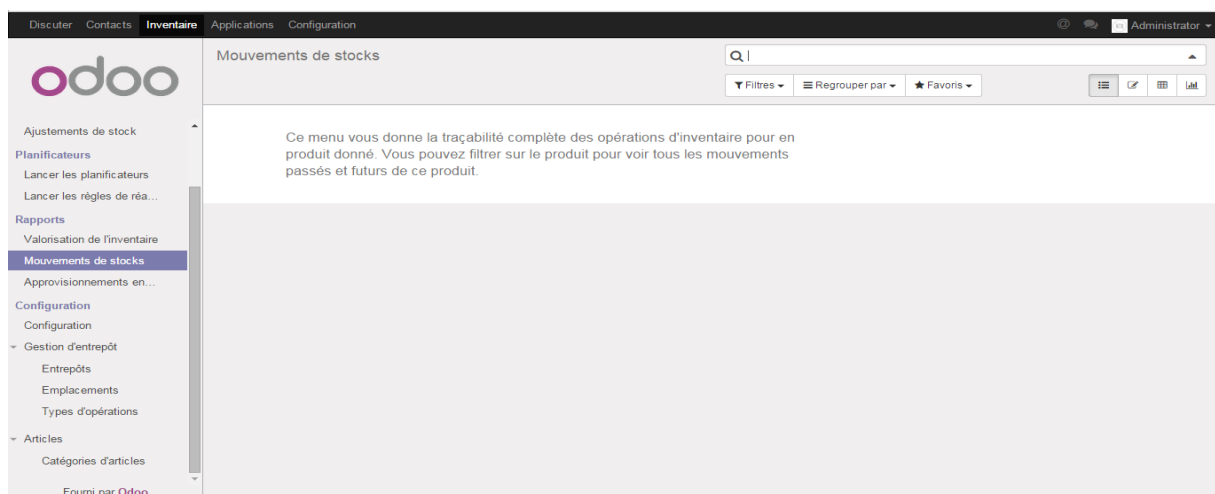 Discuter Contacts Inventaire Applications Configuration Administrator
odoo
Mouvements de stocks
Filtres Regrouper par Favoris
Ajustements de stock
Planificateurs
Lancer les planificateurs
Lancer les règles de réa...
Rapports
Valorisation de l'inventaire
Mouvements de stocks
Approvisionnements en...
Configuration
Configuration
Gestion d'entrepôt
Entrepôts
Emplacements
Types d'opérations
Articles
Catégories d'articles
Fourni par Odoo
Ce menu vous donne la traçabilité complète des opérations d'inventaire pour en
produit donné. Vous pouvez filtrer sur le produit pour voir tous les mouvements
passés et futurs de ce produit.